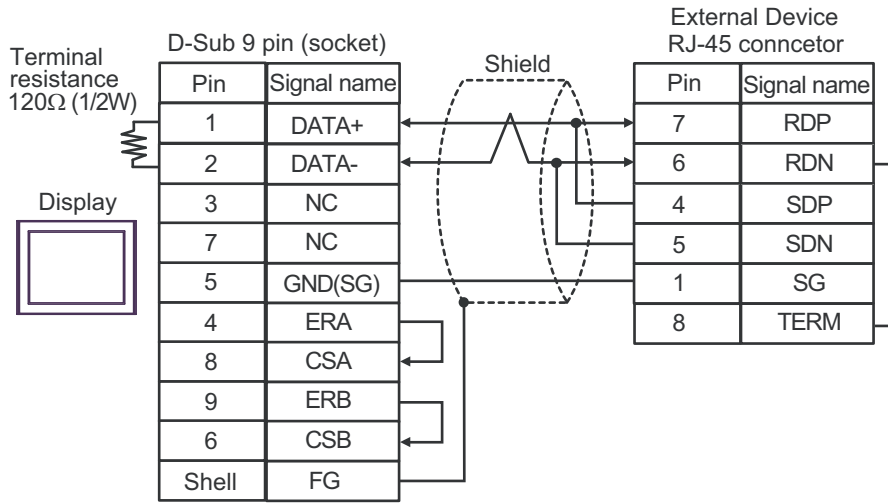 External Device
RJ-45 conncetor
D-Sub 9 pin (socket)
Shield
Terminal
resistance
120Ω (1/2W)
Display
Pin Signal name
1 DATA+
2 DATA-
3 NC
7 NC
5 GND(SG)
4 ERA
8 CSA
9 ERB
6 CSB
Shell FG
Pin Signal name
7 RDP
6 RDN
4 SDP
5 SDN
1 SG
8 TERM